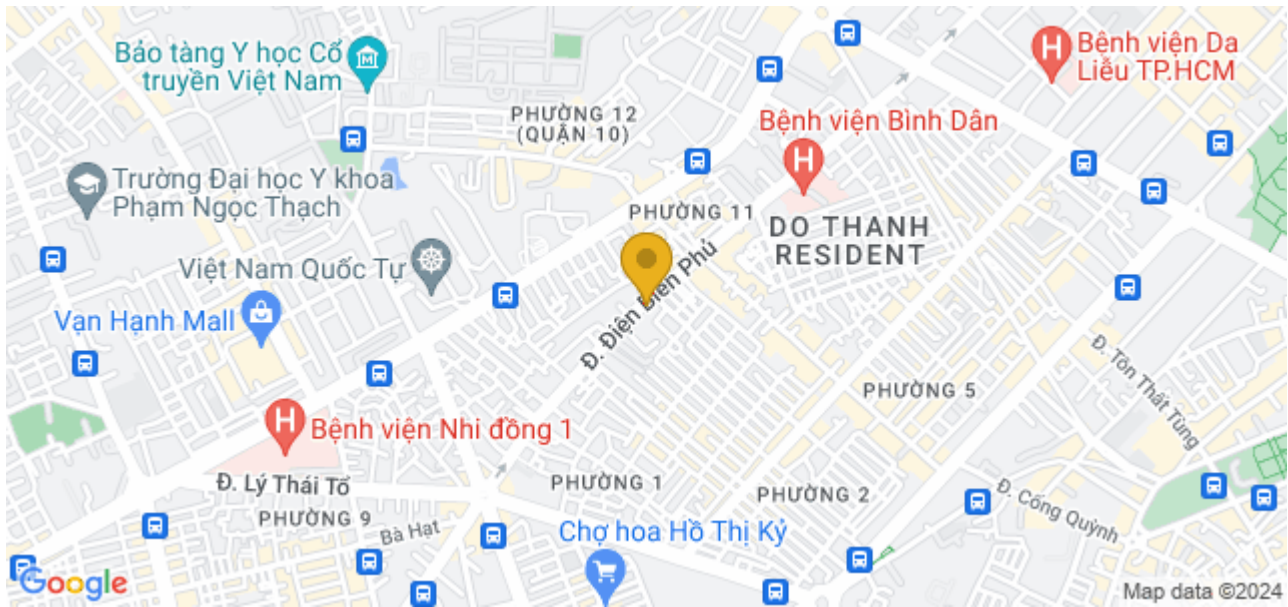 Bảo tàng Y học Cổ
truyền Việt Nam
Bệnh viện Da
Liễu TP.HCM
PHƯỜNG 12
(QUẬN 10)
Bệnh viện Bình Dân
Trường Đại học Y khoa
Phạm Ngọc Thạch
PHƯỜNG 11
DO THANH
RESIDENT
Việt Nam Quốc Tự
Đ. Điện Biên Phủ
Vạn Hạnh Mall
Đ. Tôn Thất Tùng
PHƯỜNG 5
Bệnh viện Nhi đồng 1
Đ. Lý Thái Tổ
PHƯỜNG 1
PHƯỜNG 2
Đ. Cống Quỳnh
PHƯỜNG 9
Bà Hạt
Chợ hoa Hồ Thị Kỷ
Google
Map data ©2024